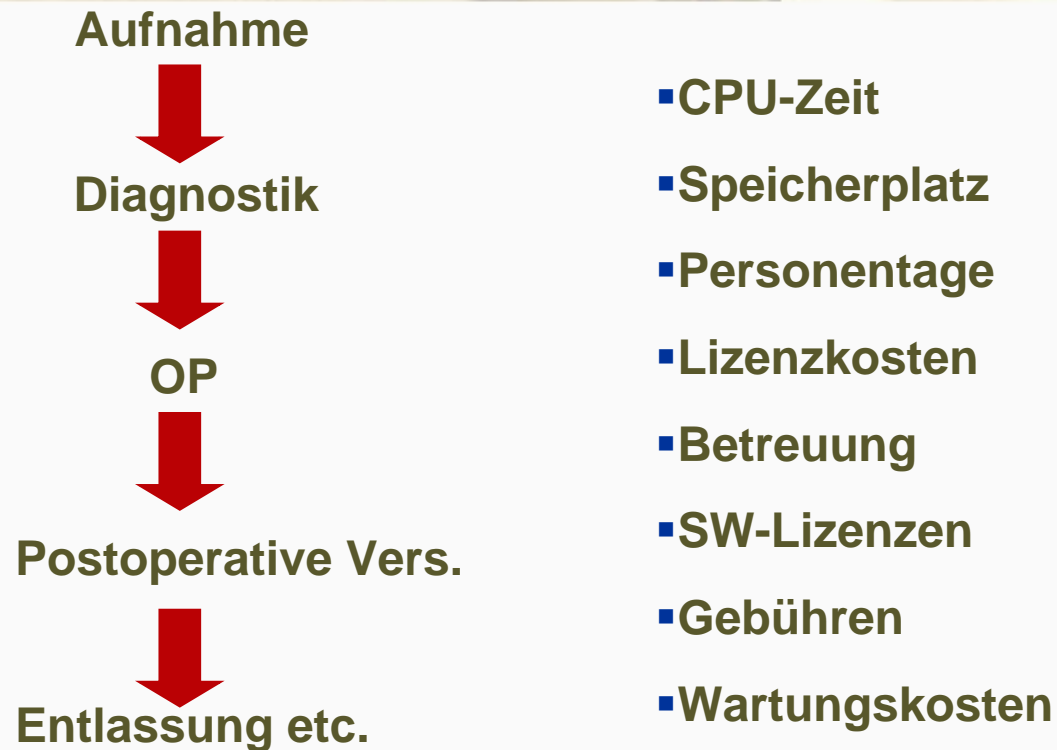 Aufnahme
Diagnostik
OP
Postoperative Vers.
Entlassung etc.
▪CPU-Zeit
▪Speicherplatz
▪Personentage
▪Lizenzkosten
▪Betreuung
▪SW-Lizenzen
▪Gebühren
▪Wartungskosten